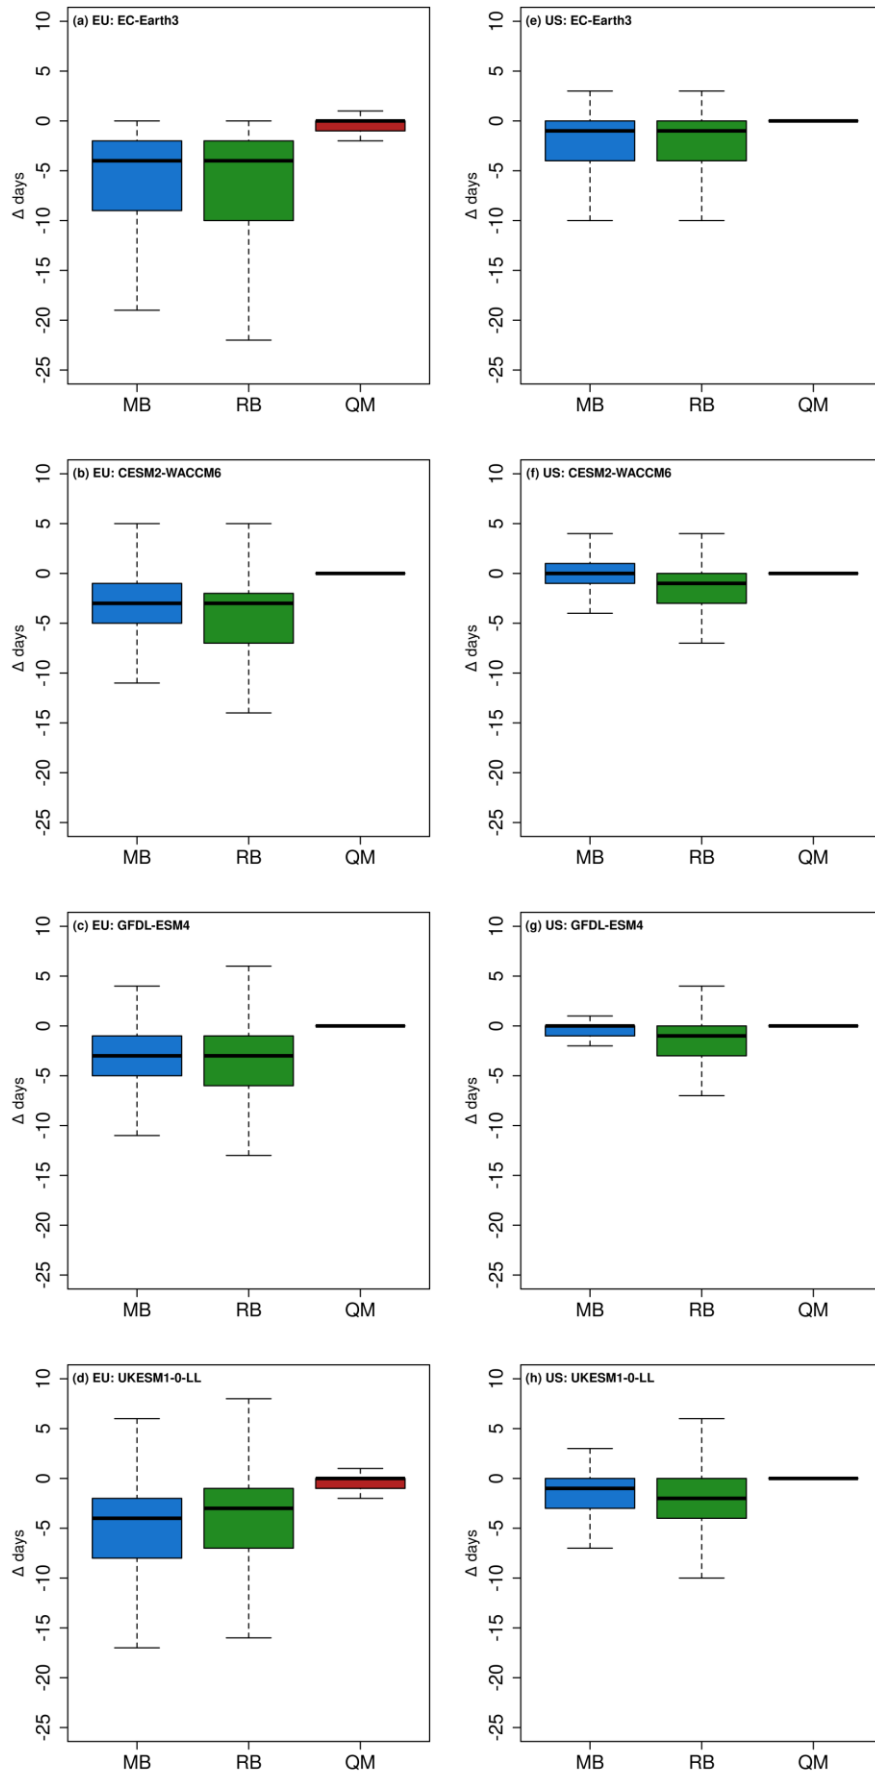 (a) EU: EC-Earth3
10
5
0
-5
-10
-15
-20
-25
Δ days
MB RB QM
(e) US: EC-Earth3
10
5
0
-5
-10
-15
-20
-25
Δ days
MB RB QM
(b) EU: CESM2-WACCM6
10
5
0
-5
-10
-15
-20
-25
Δ days
MB RB QM
(f) US: CESM2-WACCM6
10
5
0
-5
-10
-15
-20
-25
Δ days
MB RB QM
(c) EU: GFDL-ESM4
10
5
0
-5
-10
-15
-20
-25
Δ days
MB RB QM
(g) US: GFDL-ESM4
10
5
0
-5
-10
-15
-20
-25
Δ days
MB RB QM
(d) EU: UKESM1-0-LL
10
5
0
-5
-10
-15
-20
-25
Δ days
MB RB QM
(h) US: UKESM1-0-LL
10
5
0
-5
-10
-15
-20
-25
Δ days
MB RB QM